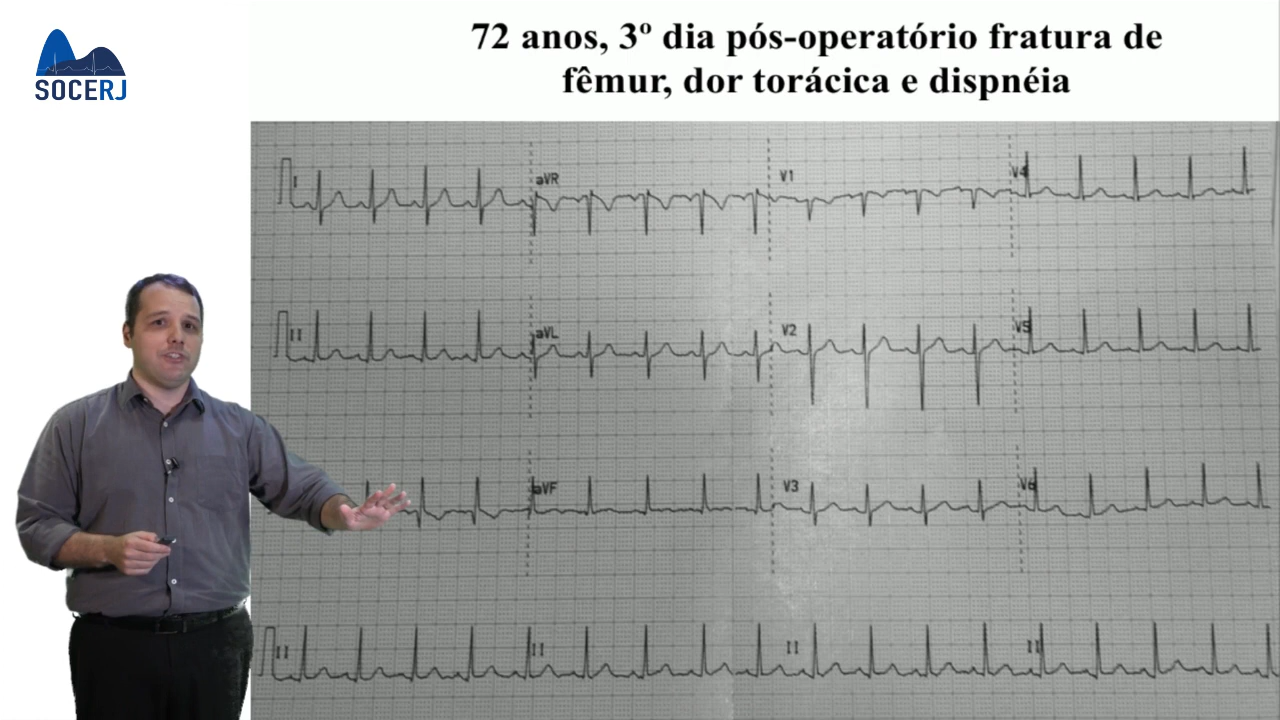 SOCERJ
72 anos, 3º dia pós-operatório fratura de
fêmur, dor torácica e dispnéia
I aVR V1 V4
II aVL V2 V5
aVF V3 V6
II II II II